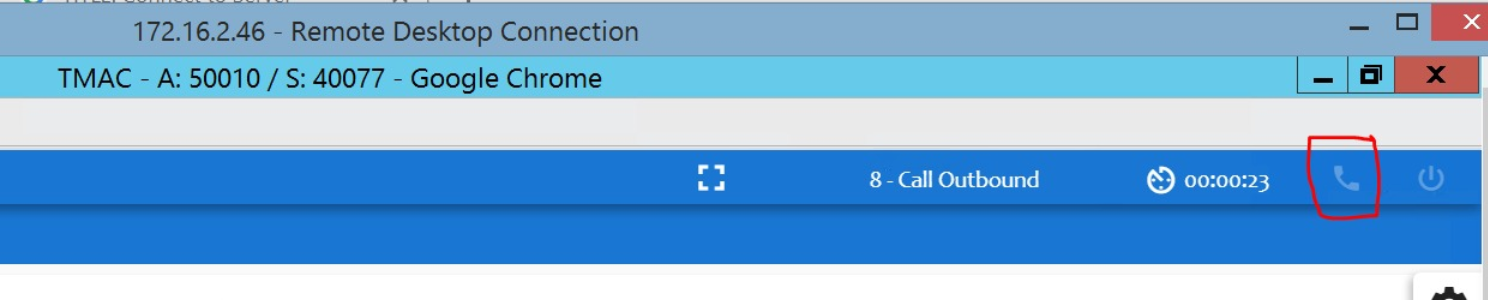 172.16.2.46 - Remote Desktop Connection
TMAC - A: 50010 / S: 40077 - Google Chrome
8 - Call Outbound
00:00:23